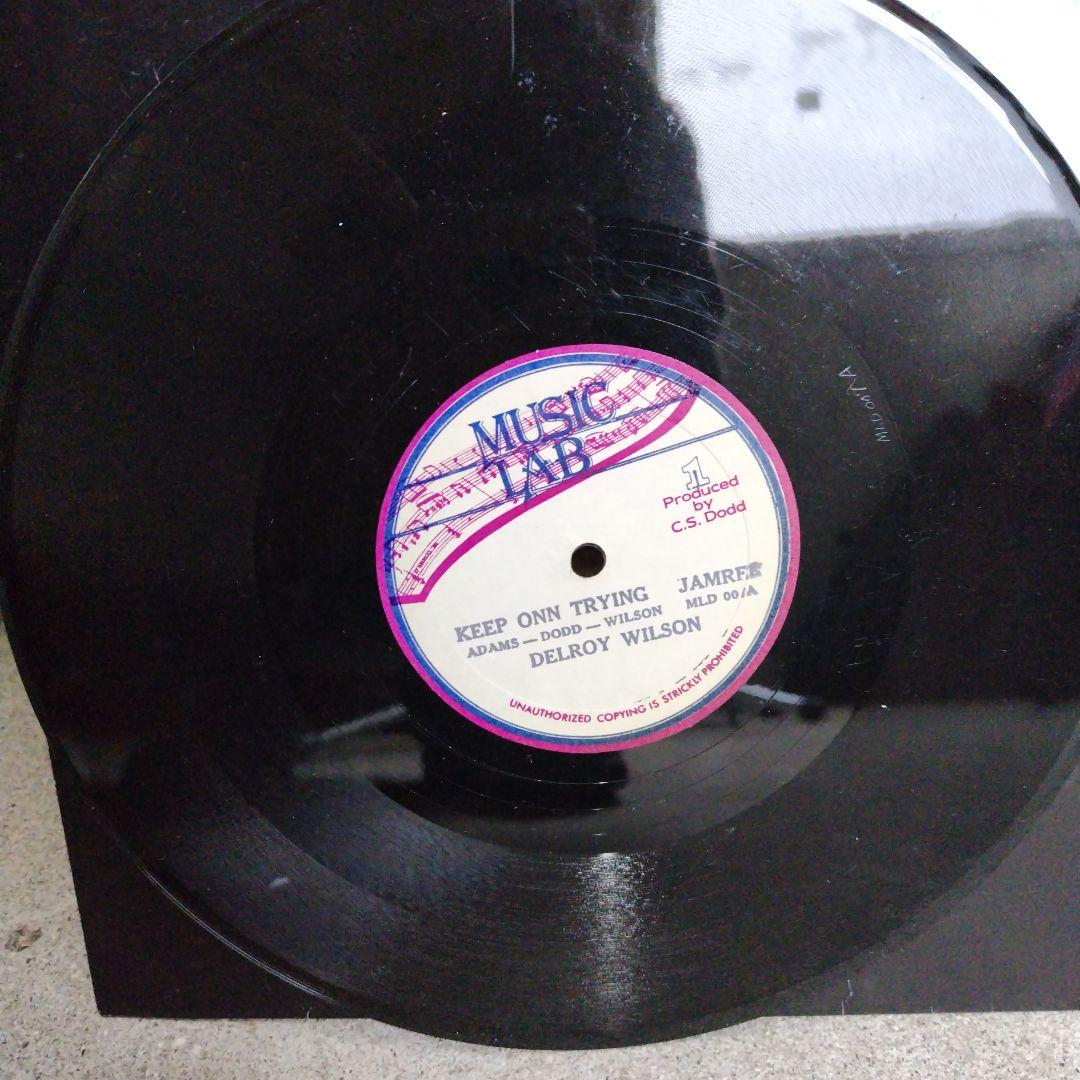 MUSIC
LAB
1
Produced
by
C.S. Dodd
KEEP ONN TRYING JAMREC
ADAMS — DODD — WILSON MLD 00/A
DELROY WILSON
UNAUTHORIZED COPYING IS STRICKLY PROHIBITED